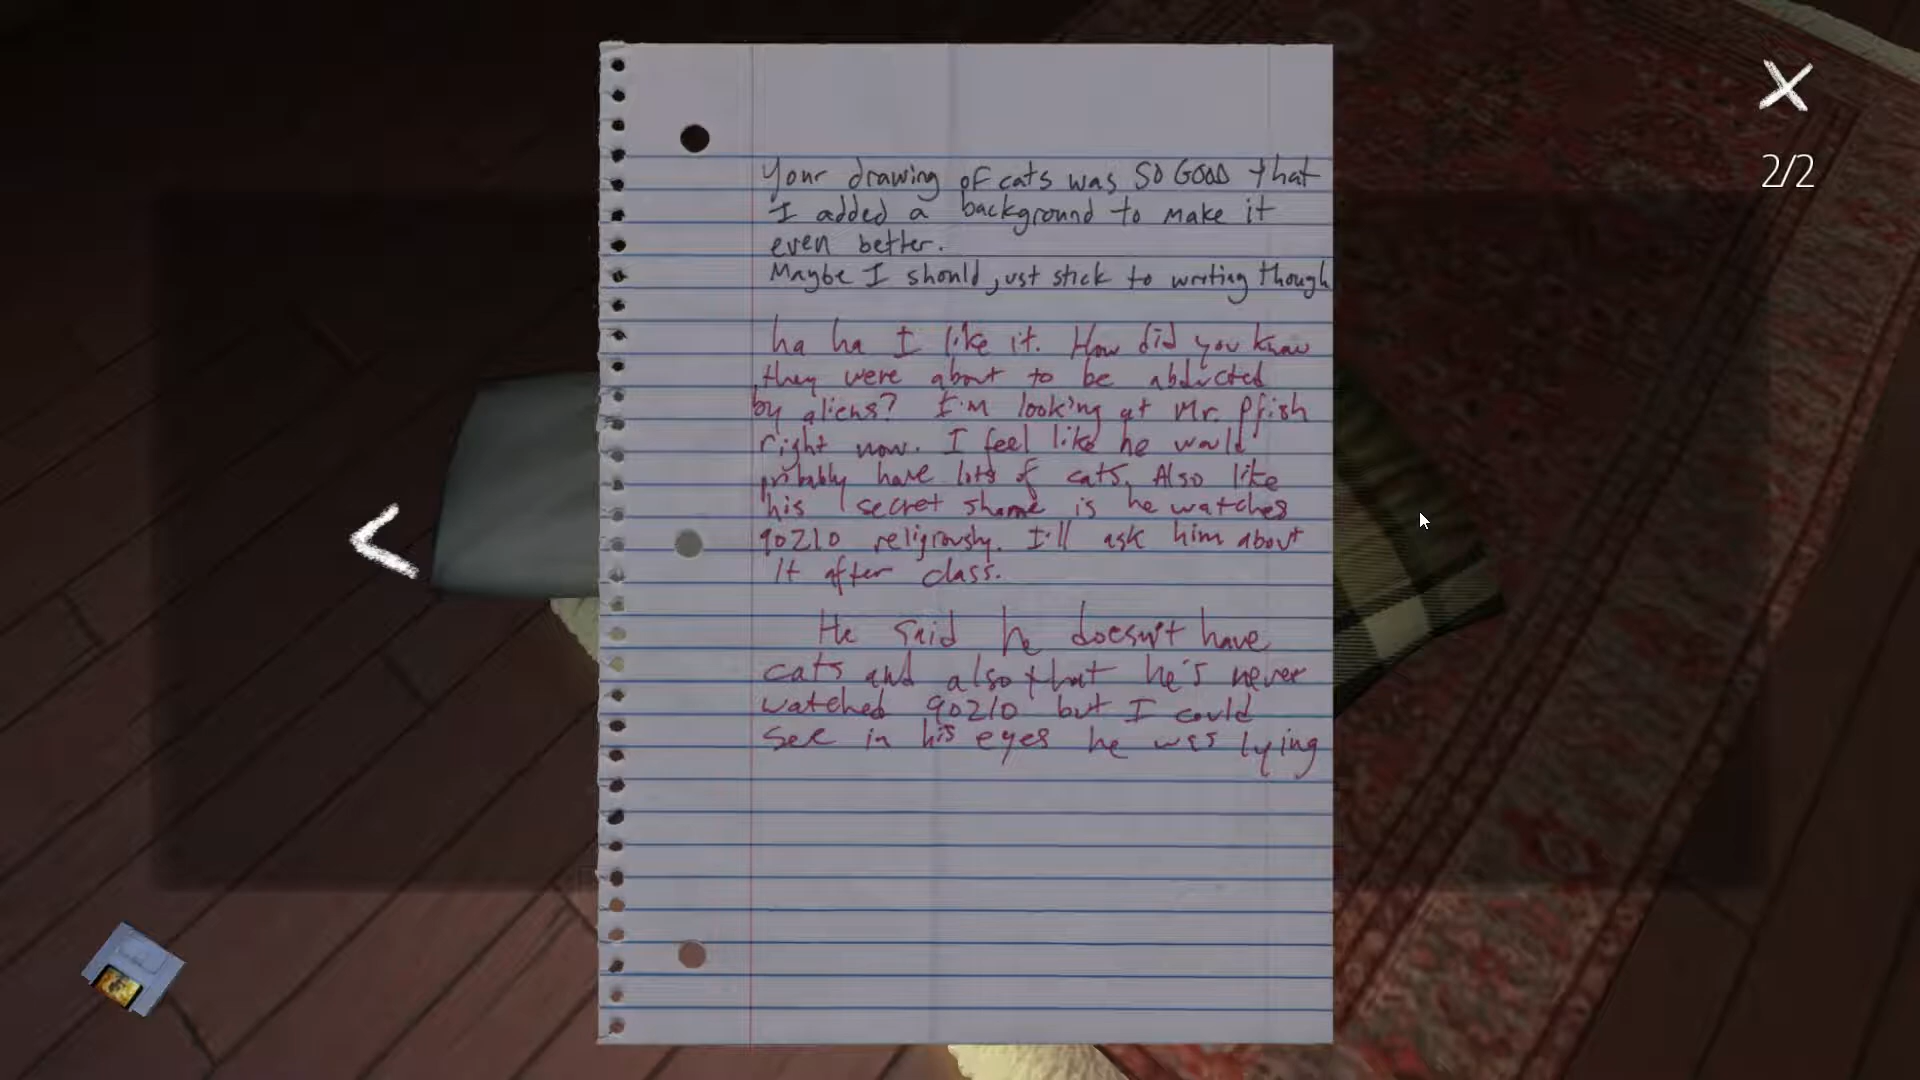 Your drawing of cats was SO GOOD that
I added a background to make it
even better.
Maybe I should just stick to writing though
ha ha I like it. How did you know
they were about to be abducted
by aliens? I'm looking at Mr. Pfish
right now. I feel like he would
probably have lots of cats. Also like
his secret shame is he watches
90210 religiously. I'll ask him about
it after class.
He said he doesn't have
cats and also that he's never
watched 90210 but I could
see in his eyes he was lying
2/2